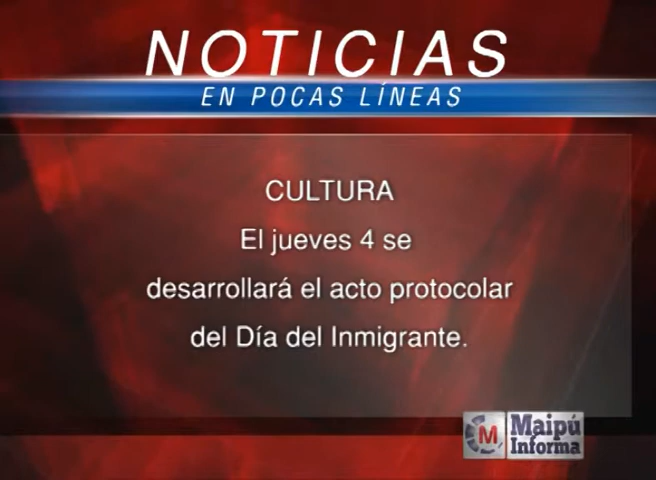 NOTICIAS
EN POCAS LÍNEAS
CULTURA
El jueves 4 se
desarrollará el acto protocolar
del Día del Inmigrante.
M
Maipú
Informa